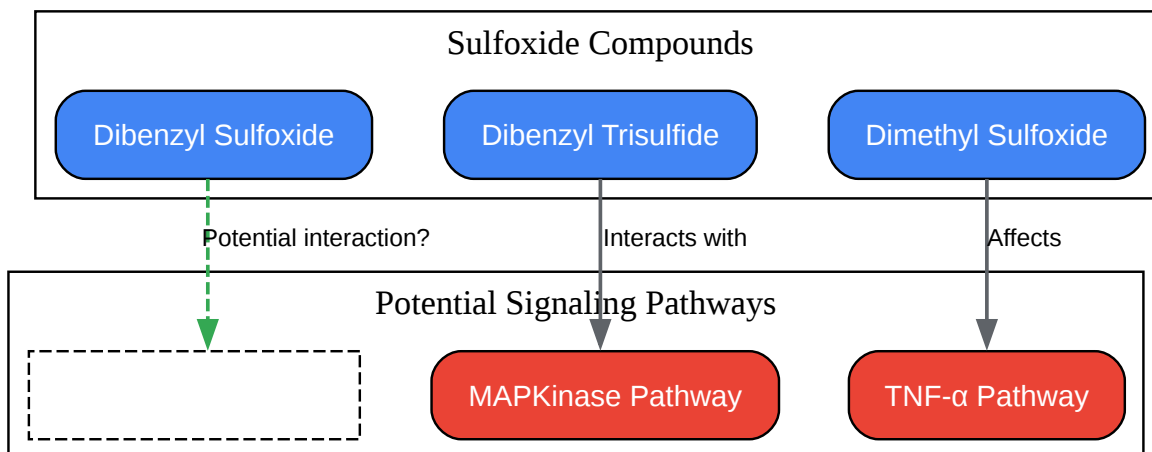 Sulfoxide Compounds
Dibenzyl Sulfoxide
Dibenzyl Trisulfide
Dimethyl Sulfoxide
Potential interaction?
Interacts with
Affects
Potential Signaling Pathways
MAPKinase Pathway
TNF-α Pathway